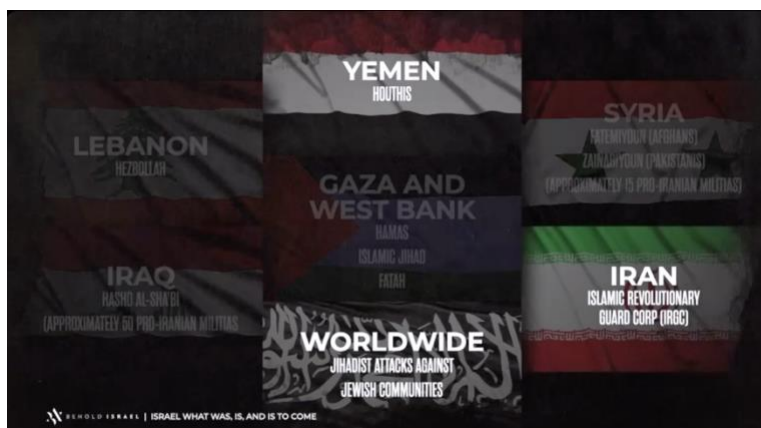 YEMEN
HOUTHIS
LEBANON
HEZBOLLAH
SYRIA
FATEMIYOUN (AFGHANS)
ZAINABIYOUN (PAKISTANIS)
(APPROXIMATELY 15 PRO-IRANIAN MILITIAS)
GAZA AND
WEST BANK
HAMAS
ISLAMIC JIHAD
FATAH
IRAQ
HASHD AL-SHA'BI
(APPROXIMATELY 50 PRO-IRANIAN MILITIAS
IRAN
ISLAMIC REVOLUTIONARY
GUARD CORP (IRGC)
WORLDWIDE
JIHADIST ATTACKS AGAINST
JEWISH COMMUNITIES
BEHOLD ISRAEL | ISRAEL WHAT WAS, IS, AND IS TO COME